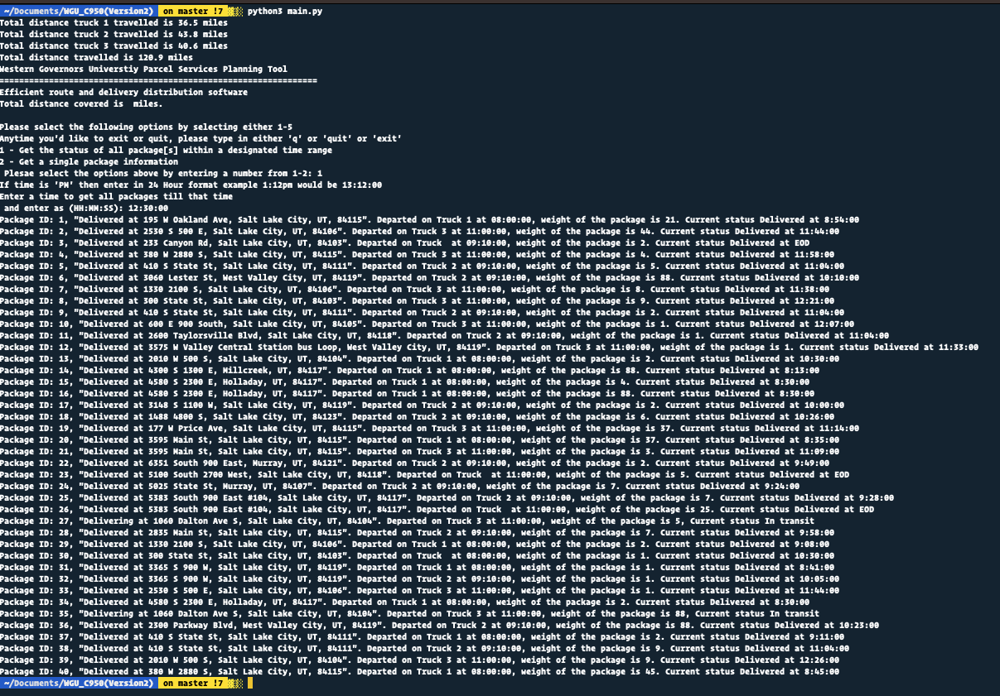 ~/Documents/WGU_C950(Version2) on master !7 python3 main.py
Total distance truck 1 travelled is 36.5 miles
Total distance truck 2 travelled is 43.8 miles
Total distance truck 3 travelled is 40.6 miles
Total distance travelled is 120.9 miles
Western Governors Universtiy Parcel Services Planning Tool
================================================================
Efficient route and delivery distribution software
Total distance covered is  miles.
Please select the following options by selecting either 1-5
Anytime you'd like to exit or quit, please type in either 'q' or 'quit' or 'exit'
1 - Get the status of all package[s] within a designated time range
2 - Get a single package information
Plesae select the options above by entering a number from 1-2: 1
If time is 'PM' then enter in 24 Hour format example 1:12pm would be 13:12:00
Enter a time to get all packages till that time
and enter as (HH:MM:SS): 12:30:00
Package ID: 1, "Delivered at 195 W Oakland Ave, Salt Lake City, UT, 84115". Departed on Truck 1 at 08:00:00, weight of the package is 21. Current status Delivered at 8:54:00
Package ID: 2, "Delivered at 2530 S 500 E, Salt Lake City, UT, 84106". Departed on Truck 3 at 11:00:00, weight of the package is 44. Current status Delivered at 11:44:00
Package ID: 3, "Delivered at 233 Canyon Rd, Salt Lake City, UT, 84103". Departed on Truck  at 09:10:00, weight of the package is 2. Current status Delivered at EOD
Package ID: 4, "Delivered at 380 W 2880 S, Salt Lake City, UT, 84115". Departed on Truck 3 at 11:00:00, weight of the package is 4. Current status Delivered at 11:58:00
Package ID: 5, "Delivered at 410 S State St, Salt Lake City, UT, 84111". Departed on Truck 2 at 09:10:00, weight of the package is 5. Current status Delivered at 11:04:00
Package ID: 6, "Delivered at 3060 Lester St, West Valley City, UT, 84119". Departed on Truck 2 at 09:10:00, weight of the package is 88. Current status Delivered at 10:10:00
Package ID: 7, "Delivered at 1330 2100 S, Salt Lake City, UT, 84106". Departed on Truck 3 at 11:00:00, weight of the package is 8. Current status Delivered at 11:38:00
Package ID: 8, "Delivered at 300 State St, Salt Lake City, UT, 84103". Departed on Truck 3 at 11:00:00, weight of the package is 9. Current status Delivered at 12:21:00
Package ID: 9, "Delivered at 410 S State St, Salt Lake City, UT, 84111". Departed on Truck 2 at 09:10:00, weight of the package is 2. Current status Delivered at 11:04:00
Package ID: 10, "Delivered at 600 E 900 South, Salt Lake City, UT, 84105". Departed on Truck 3 at 11:00:00, weight of the package is 1. Current status Delivered at 12:07:00
Package ID: 11, "Delivered at 2600 Taylorsville Blvd, Salt Lake City, UT, 84118". Departed on Truck 2 at 09:10:00, weight of the package is 1. Current status Delivered at 11:04:00
Package ID: 12, "Delivered at 3575 W Valley Central Station bus Loop, West Valley City, UT, 84119". Departed on Truck 3 at 11:00:00, weight of the package is 1. Current status Delivered at 11:33:00
Package ID: 13, "Delivered at 2010 W 500 S, Salt Lake City, UT, 84104". Departed on Truck 1 at 08:00:00, weight of the package is 2. Current status Delivered at 10:30:00
Package ID: 14, "Delivered at 4300 S 1300 E, Millcreek, UT, 84117". Departed on Truck 1 at 08:00:00, weight of the package is 88. Current status Delivered at 8:13:00
Package ID: 15, "Delivered at 4580 S 2300 E, Holladay, UT, 84117". Departed on Truck 1 at 08:00:00, weight of the package is 4. Current status Delivered at 8:30:00
Package ID: 16, "Delivered at 4580 S 2300 E, Holladay, UT, 84117". Departed on Truck 1 at 08:00:00, weight of the package is 88. Current status Delivered at 8:30:00
Package ID: 17, "Delivered at 3148 S 1100 W, Salt Lake City, UT, 84119". Departed on Truck 2 at 09:10:00, weight of the package is 2. Current status Delivered at 10:00:00
Package ID: 18, "Delivered at 1488 4800 S, Salt Lake City, UT, 84123". Departed on Truck 2 at 09:10:00, weight of the package is 6. Current status Delivered at 10:26:00
Package ID: 19, "Delivered at 177 W Price Ave, Salt Lake City, UT, 84115". Departed on Truck 3 at 11:00:00, weight of the package is 37. Current status Delivered at 11:14:00
Package ID: 20, "Delivered at 3595 Main St, Salt Lake City, UT, 84115". Departed on Truck 1 at 08:00:00, weight of the package is 37. Current status Delivered at 8:35:00
Package ID: 21, "Delivered at 3595 Main St, Salt Lake City, UT, 84115". Departed on Truck 3 at 11:00:00, weight of the package is 3. Current status Delivered at 11:09:00
Package ID: 22, "Delivered at 6351 South 900 East, Murray, UT, 84121". Departed on Truck 2 at 09:10:00, weight of the package is 2. Current status Delivered at 9:49:00
Package ID: 23, "Delivered at 5100 South 2700 West, Salt Lake City, UT, 84118". Departed on Truck  at 11:00:00, weight of the package is 5. Current status Delivered at EOD
Package ID: 24, "Delivered at 5025 State St, Murray, UT, 84107". Departed on Truck 2 at 09:10:00, weight of the package is 7. Current status Delivered at 9:24:00
Package ID: 25, "Delivered at 5383 South 900 East #104, Salt Lake City, UT, 84117". Departed on Truck 2 at 09:10:00, weight of the package is 7. Current status Delivered at 9:28:00
Package ID: 26, "Delivered at 5383 South 900 East #104, Salt Lake City, UT, 84117". Departed on Truck  at 11:00:00, weight of the package is 25. Current status Delivered at EOD
Package ID: 27, "Delivering at 1060 Dalton Ave S, Salt Lake City, UT, 84104". Departed on Truck 3 at 11:00:00, weight of the package is 5, Current status In transit
Package ID: 28, "Delivered at 2835 Main St, Salt Lake City, UT, 84115". Departed on Truck 2 at 09:10:00, weight of the package is 7. Current status Delivered at 9:58:00
Package ID: 29, "Delivered at 1330 2100 S, Salt Lake City, UT, 84106". Departed on Truck 1 at 08:00:00, weight of the package is 2. Current status Delivered at 9:08:00
Package ID: 30, "Delivered at 300 State St, Salt Lake City, UT, 84103". Departed on Truck  at 08:00:00, weight of the package is 1. Current status Delivered at 10:30:00
Package ID: 31, "Delivered at 3365 S 900 W, Salt Lake City, UT, 84119". Departed on Truck 1 at 08:00:00, weight of the package is 1. Current status Delivered at 8:41:00
Package ID: 32, "Delivered at 3365 S 900 W, Salt Lake City, UT, 84119". Departed on Truck 2 at 09:10:00, weight of the package is 1. Current status Delivered at 10:05:00
Package ID: 33, "Delivered at 2530 S 500 E, Salt Lake City, UT, 84106". Departed on Truck 3 at 11:00:00, weight of the package is 1. Current status Delivered at 11:44:00
Package ID: 34, "Delivered at 4580 S 2300 E, Holladay, UT, 84117". Departed on Truck 1 at 08:00:00, weight of the package is 2. Current status Delivered at 8:30:00
Package ID: 35, "Delivering at 1060 Dalton Ave S, Salt Lake City, UT, 84104". Departed on Truck 3 at 11:00:00, weight of the package is 88, Current status In transit
Package ID: 36, "Delivered at 2300 Parkway Blvd, West Valley City, UT, 84119". Departed on Truck 2 at 09:10:00, weight of the package is 88. Current status Delivered at 10:23:00
Package ID: 37, "Delivered at 410 S State St, Salt Lake City, UT, 84111". Departed on Truck 1 at 08:00:00, weight of the package is 2. Current status Delivered at 9:11:00
Package ID: 38, "Delivered at 410 S State St, Salt Lake City, UT, 84111". Departed on Truck 2 at 09:10:00, weight of the package is 9. Current status Delivered at 11:04:00
Package ID: 39, "Delivered at 2010 W 500 S, Salt Lake City, UT, 84104". Departed on Truck 3 at 11:00:00, weight of the package is 9. Current status Delivered at 12:26:00
Package ID: 40, "Delivered at 380 W 2880 S, Salt Lake City, UT, 84115". Departed on Truck 1 at 08:00:00, weight of the package is 45. Current status Delivered at 8:45:00
~/Documents/WGU_C950(Version2) on master !7